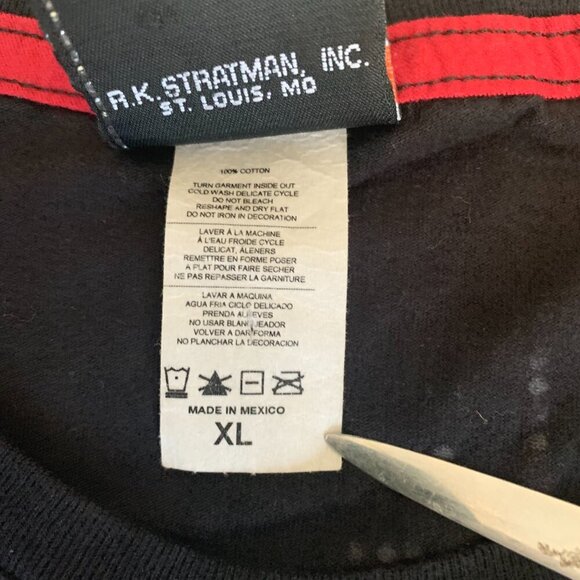 R.K. STRATMAN, INC.
ST. LOUIS, MO
100% COTTON
TURN GARMENT INSIDE OUT
COLD WASH DELICATE CYCLE
DO NOT BLEACH
RESHAPE AND DRY FLAT
DO NOT IRON IN DECORATION
LAVER À LA MACHINE
À L'EAU FROIDE CYCLE
DELICAT, ÀLENERS
REMETTRE EN FORME POSER
A PLAT POUR FAIRE SECHER
NE PAS REPASSER LA GARNITURE
LAVAR A MAQUINA
AGUA FRIA CICLO DELICADO
PRENDA
NO USAR BLANQUEADOR
VOLVER A DAR FORMA
NO PLANCHAR LA DECORACION
MADE IN MEXICO
XL